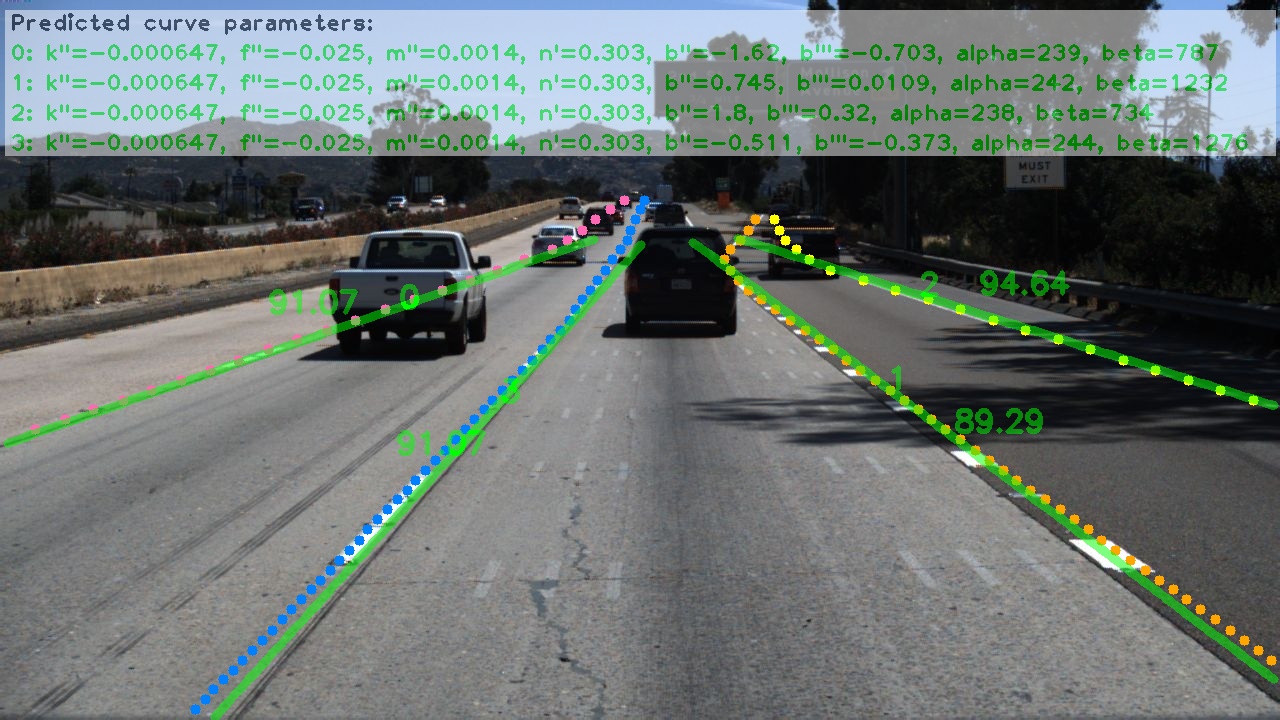 Predicted curve parameters:
0: k''=-0.000647, f''=-0.025, m''=0.0014, n'=0.303, b''=-1.62, b'''=-0.703, alpha=239, beta=787
1: k''=-0.000647, f''=-0.025, m''=0.0014, n'=0.303, b''=0.745, b'''=0.0109, alpha=242, beta=1232
2: k''=-0.000647, f''=-0.025, m''=0.0014, n'=0.303, b''=1.8, b'''=0.32, alpha=238, beta=734
3: k''=-0.000647, f''=-0.025, m''=0.0014, n'=0.303, b''=-0.511, b'''=-0.373, alpha=244, beta=1276
MUST
EXIT
91.07 0
2 94.64
1
89.29